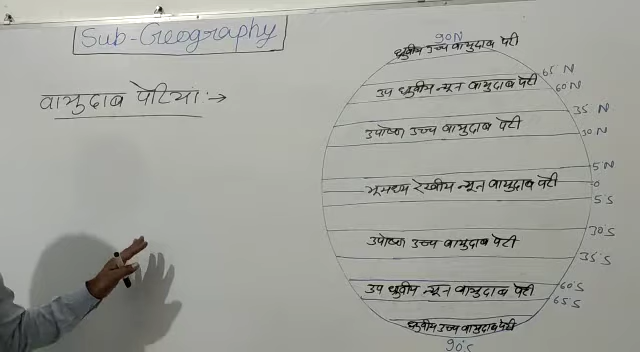 Sub-Geography
वायुदाब पेटियां :→
90N
ध्रुवीय उच्च वायुदाब पेटी
65 N
उप ध्रुवीय न्यून वायुदाब पेटी
60 N
35 N
उपोष्ण उच्च वायुदाब पेटी
30 N
5 N
भूमध्य रेखीय न्यून वायुदाब पेटी
0
5 S
30°S
उपोष्ण उच्च वायुदाब पेटी
35°S
उप ध्रुवीय न्यून वायुदाब पेटी
60°S
65°S
ध्रुवीय उच्च वायुदाब पेटी
90°S